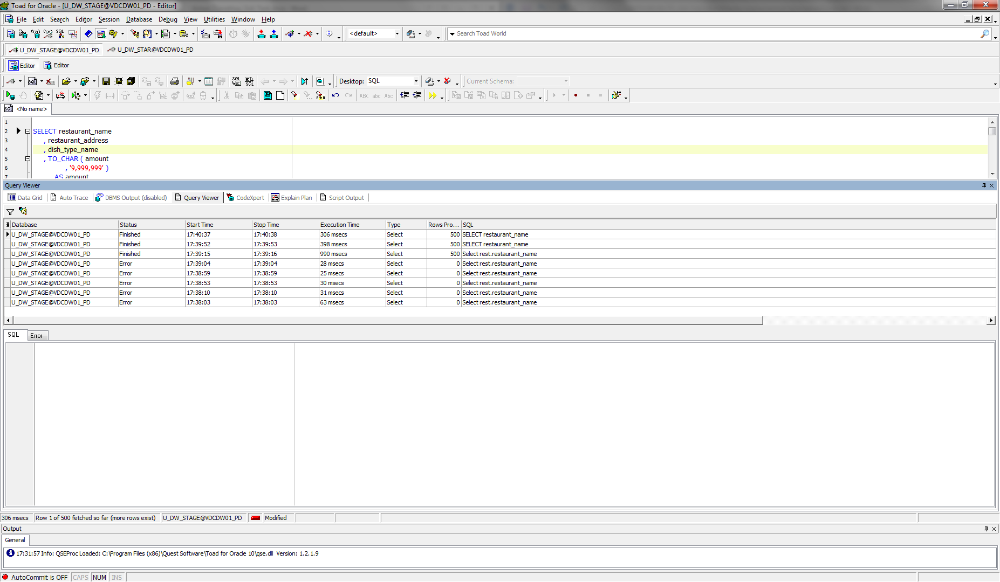 Toad for Oracle - [U_DW_STAGE@VDCDW01_PD - Editor]
File Edit Search Editor Session Database Debug View Utilities Window Help
<default> Search Toad World
U_DW_STAGE@VDCDW01_PD U_DW_STAR@VDCDW01_PD
Editor Editor
SQL SQL SQL Desktop: SQL Current Schema:
ABC abc Abc
SQL <No name>
1
2 SELECT restaurant_name
3 , restaurant_address
4 , dish_type_name
5 , TO_CHAR ( amount
6 , '9,999,999' )
7 AS amount
Query Viewer
Data Grid Auto Trace DBMS Output (disabled) Query Viewer CodeXpert Explain Plan Script Output
Database Status Start Time Stop Time Execution Time Type Rows Pro... SQL
U_DW_STAGE@VDCDW01_PD Finished 17:40:37 17:40:38 306 msecs Select 500 SELECT restaurant_name
U_DW_STAGE@VDCDW01_PD Finished 17:39:52 17:39:53 398 msecs Select 500 SELECT restaurant_name
U_DW_STAGE@VDCDW01_PD Finished 17:39:15 17:39:16 990 msecs Select 500 Select rest.restaurant_name
U_DW_STAGE@VDCDW01_PD Error 17:39:04 17:39:04 28 msecs Select 0 Select rest.restaurant_name
U_DW_STAGE@VDCDW01_PD Error 17:38:59 17:38:59 25 msecs Select 0 Select rest.restaurant_name
U_DW_STAGE@VDCDW01_PD Error 17:38:53 17:38:53 30 msecs Select 0 Select rest.restaurant_name
U_DW_STAGE@VDCDW01_PD Error 17:38:10 17:38:10 31 msecs Select 0 Select rest.restaurant_name
U_DW_STAGE@VDCDW01_PD Error 17:38:03 17:38:03 63 msecs Select 0 Select rest.restaurant_name
SQL Error
306 msecs Row 1 of 500 fetched so far (more rows exist) U_DW_STAGE@VDCDW01_PD Modified
Output
General
17:31:57 Info: QSEProc Loaded: C:\Program Files (x86)\Quest Software\Toad for Oracle 10\qse.dll Version: 1.2.1.9
AutoCommit is OFF CAPS NUM INS